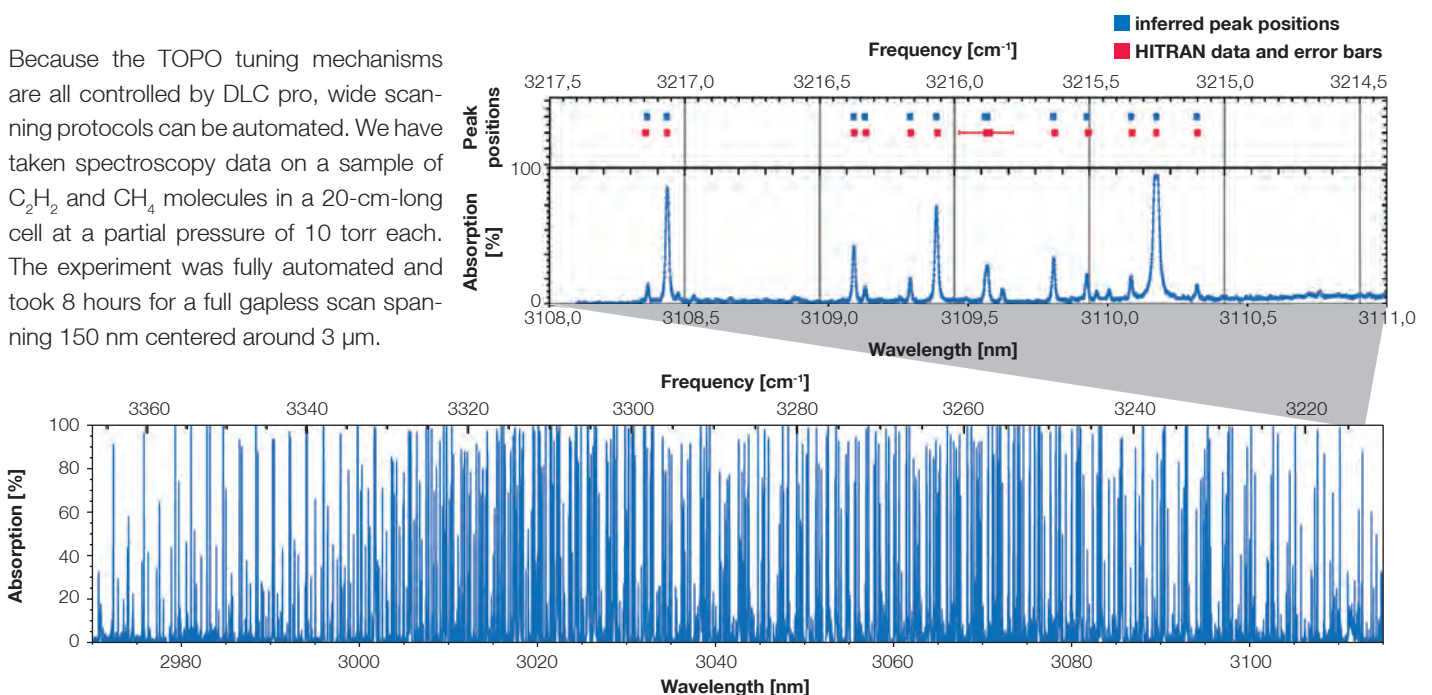 Because the TOPO tuning mechanisms
are all controlled by DLC pro, wide scan-
ning protocols can be automated. We have
taken spectroscopy data on a sample of
C₂H₂ and CH₄ molecules in a 20-cm-long
cell at a partial pressure of 10 torr each.
The experiment was fully automated and
took 8 hours for a full gapless scan span-
ning 150 nm centered around 3 µm.
inferred peak positions
HITRAN data and error bars
Frequency [cm⁻¹]
3217,5 3217,0 3216,5 3216,0 3215,5 3215,0 3214,5
Peak
positions
Absorption
[%]
100
0
3108,0 3108,5 3109,0 3109,5 3110,0 3110,5 3111,0
Wavelength [nm]
Frequency [cm⁻¹]
3360 3340 3320 3300 3280 3260 3240 3220
Absorption [%]
100
80
60
40
20
0
2980 3000 3020 3040 3060 3080 3100
Wavelength [nm]